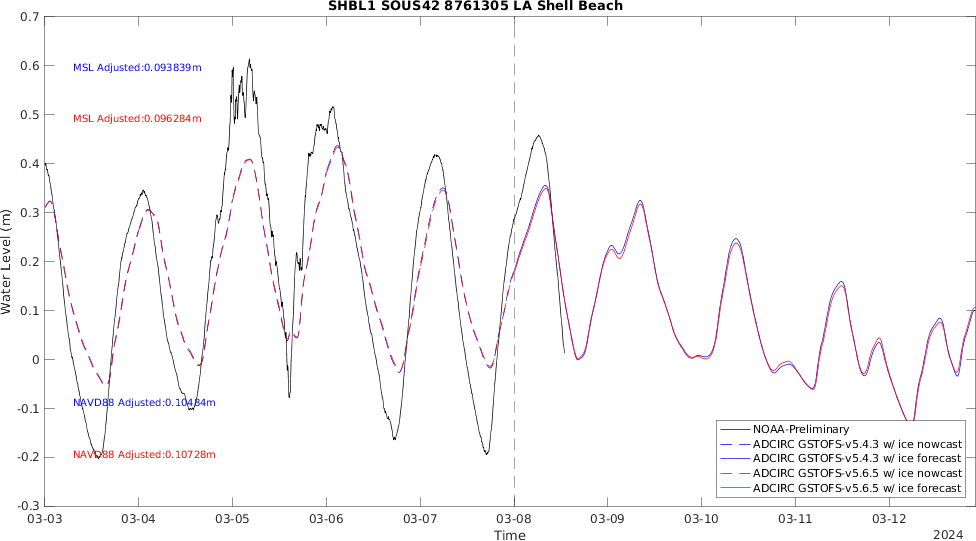 SHBL1 SOUS42 8761305 LA Shell Beach
0.7
0.6
0.5
0.4
0.3
0.2
0.1
0
-0.1
-0.2
-0.3
Water Level (m)
MSL Adjusted:0.093839m
MSL Adjusted:0.096284m
NAVD88 Adjusted:0.10484m
NAVD88 Adjusted:0.10728m
NOAA-Preliminary
ADCIRC GSTOFS-v5.4.3 w/ ice nowcast
ADCIRC GSTOFS-v5.4.3 w/ ice forecast
ADCIRC GSTOFS-v5.6.5 w/ ice nowcast
ADCIRC GSTOFS-v5.6.5 w/ ice forecast
03-03 03-04 03-05 03-06 03-07 03-08 03-09 03-10 03-11 03-12
Time
2024